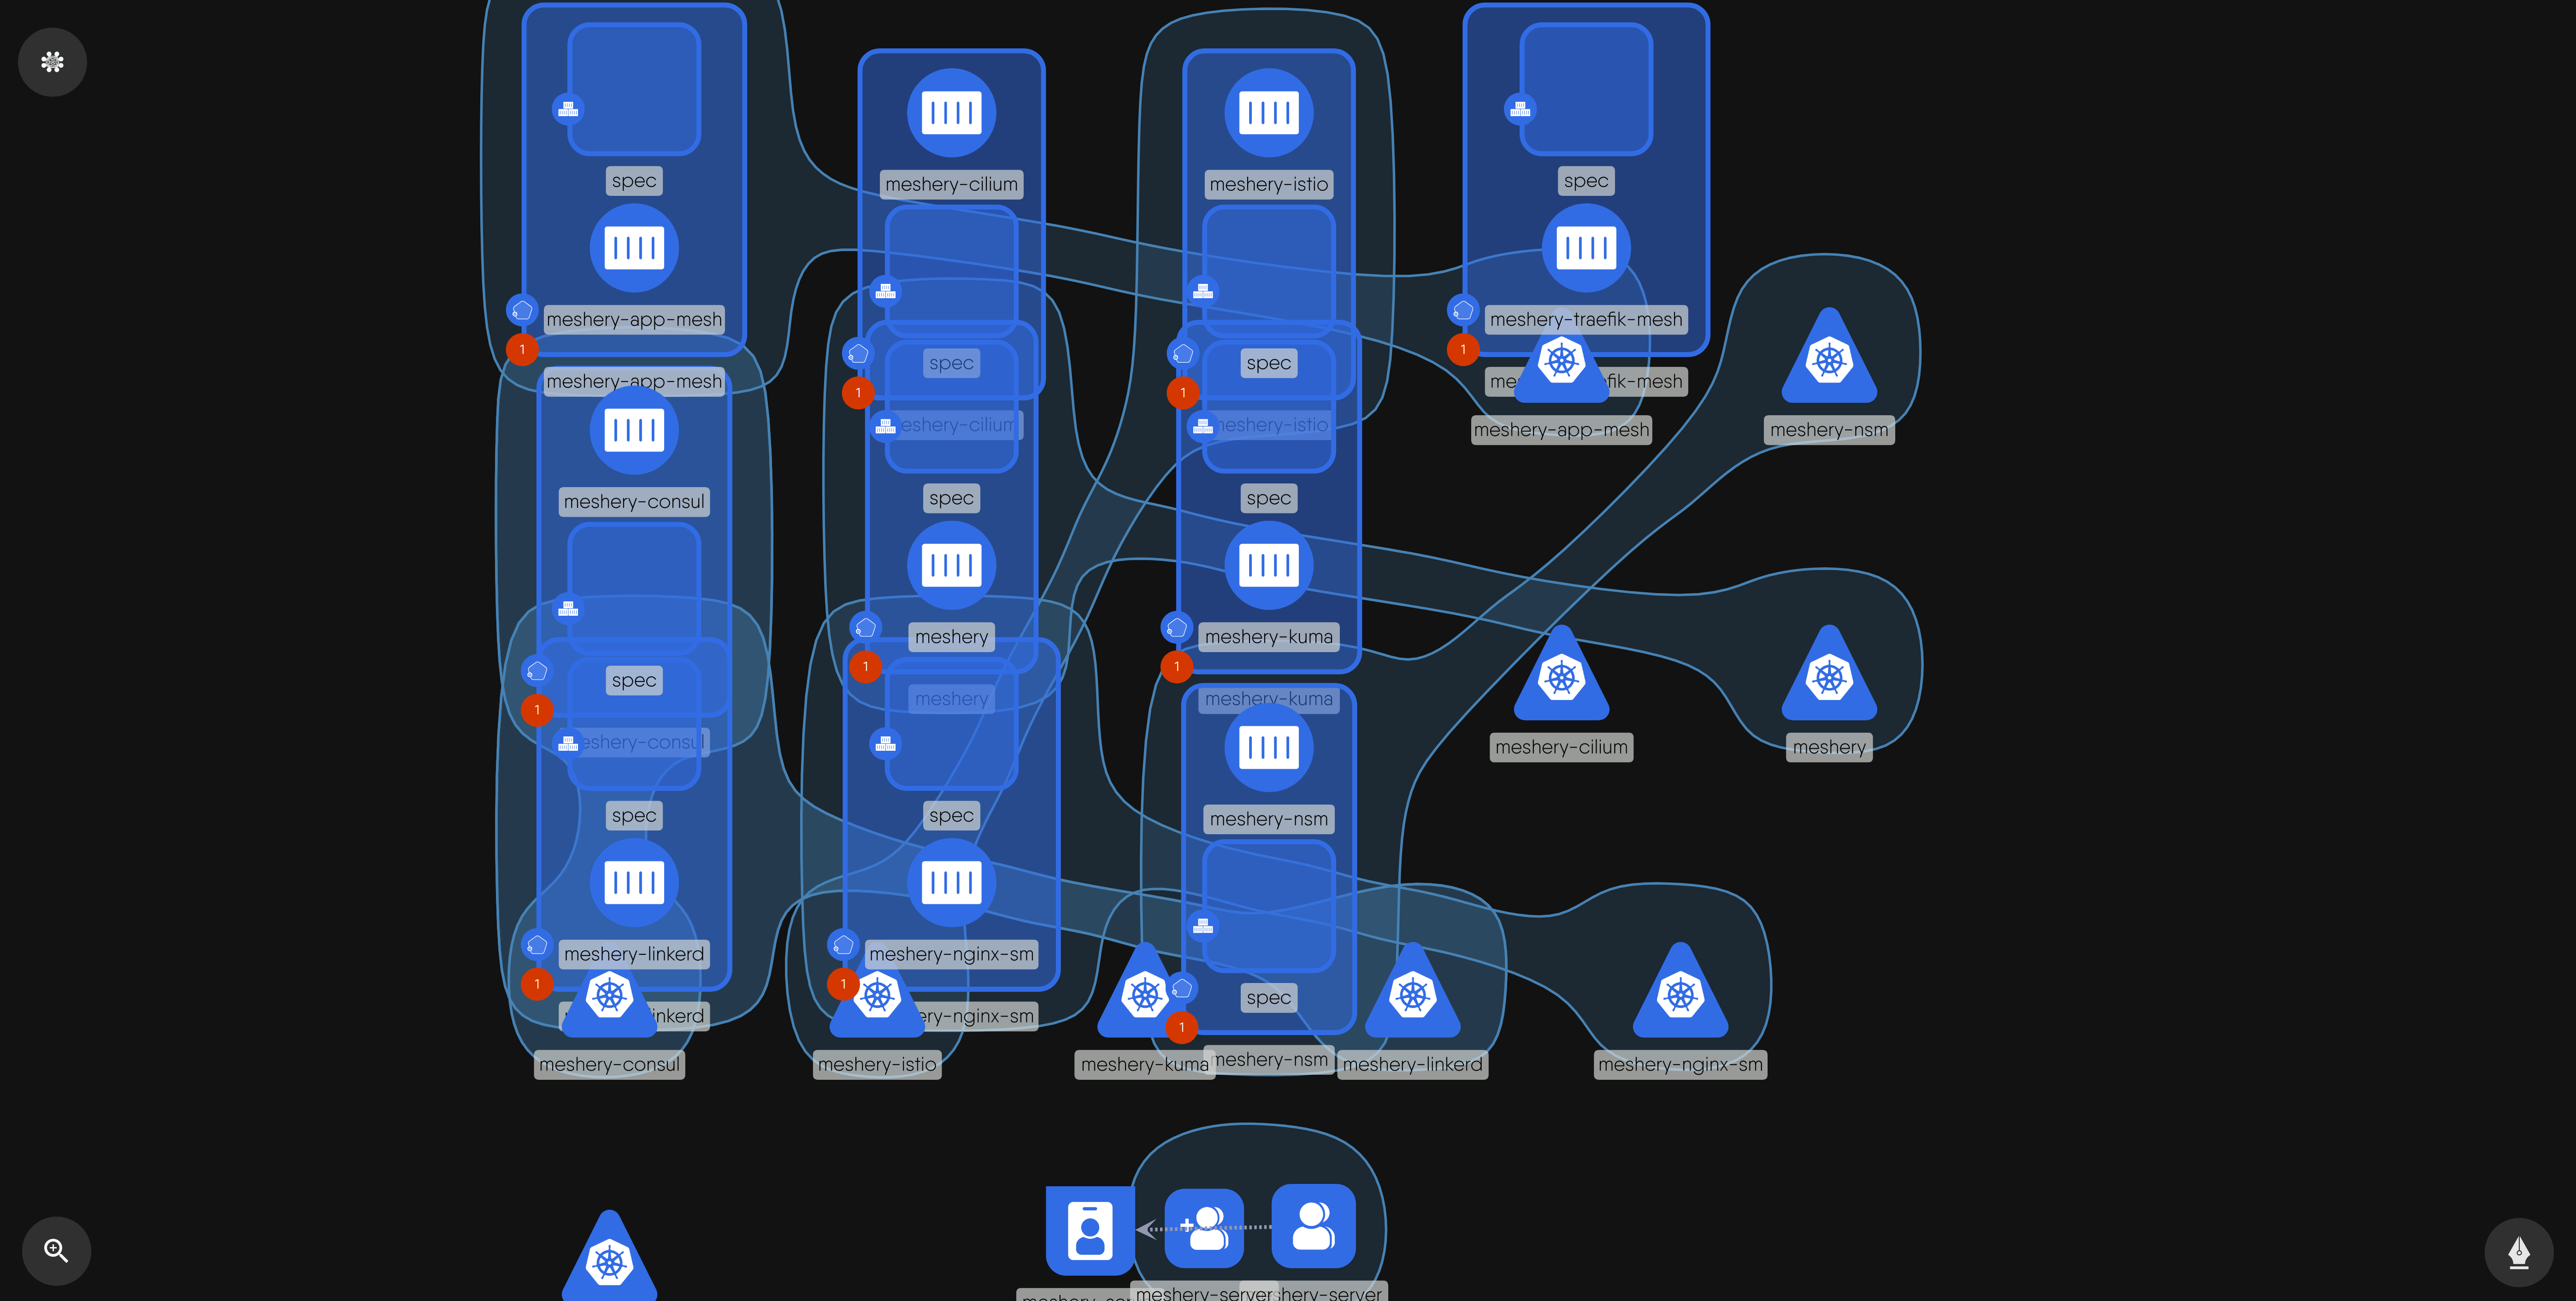 spec
meshery-app-mesh
1
meshery-app-mesh
meshery-consul
spec
1
eshery-consul
spec
meshery-linkerd
1
inkerd
meshery-consul
meshery-cilium
spec
1
eshery-cilium
spec
meshery
1
meshery
spec
meshery-nginx-sm
1
ery-nginx-sm
meshery-istio
meshery-istio
spec
1
meshery-istio
spec
meshery-kuma
1
meshery-kuma
meshery-nsm
spec
1
meshery-kuma
meshery-nsm
meshery-linkerd
spec
meshery-traefik-mesh
1
me fik-mesh
meshery-app-mesh
meshery-nsm
meshery-cilium
meshery
meshery-nginx-sm
meshery-server
shery-server